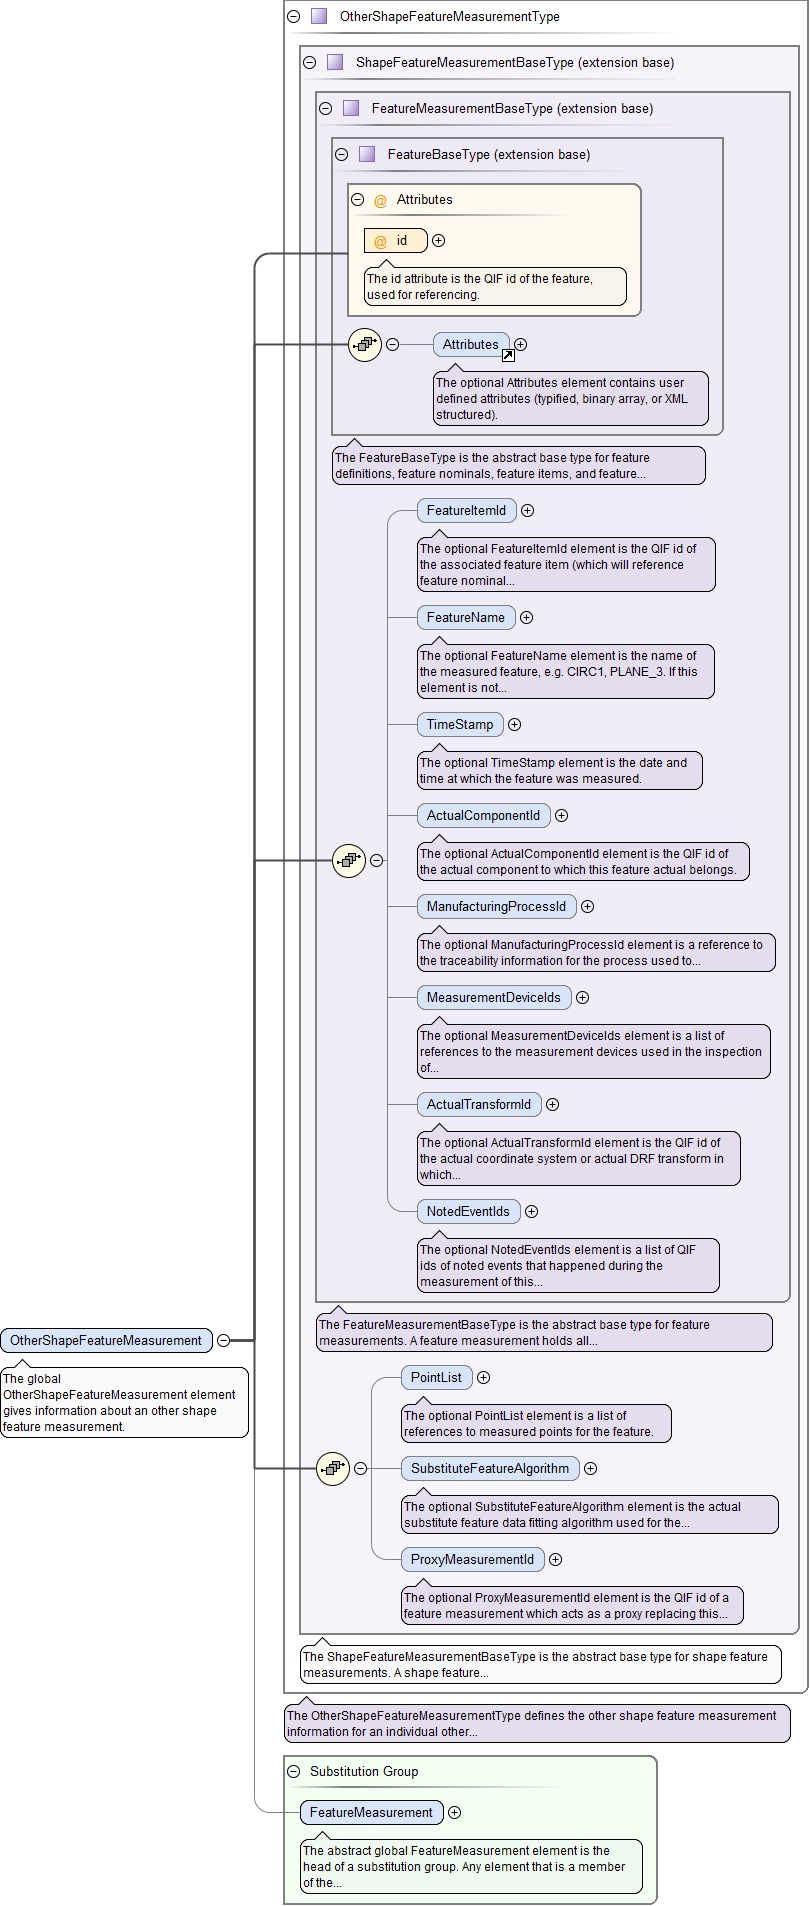 OtherShapeFeatureMeasurementType
ShapeFeatureMeasurementBaseType (extension base)
FeatureMeasurementBaseType (extension base)
FeatureBaseType (extension base)
@ Attributes
@ id
The id attribute is the QIF id of the feature,
used for referencing.
Attributes
The optional Attributes element contains user
defined attributes (typified, binary array, or XML
structured).
The FeatureBaseType is the abstract base type for feature
definitions, feature nominals, feature items, and feature...
FeatureItemId
The optional FeatureItemId element is the QIF id of
the associated feature item (which will reference
feature nominal...
FeatureName
The optional FeatureName element is the name of
the measured feature, e.g. CIRC1, PLANE_3. If this
element is not...
TimeStamp
The optional TimeStamp element is the date and
time at which the feature was measured.
ActualComponentId
The optional ActualComponentId element is the QIF id of
the actual component to which this feature actual belongs.
ManufacturingProcessId
The optional ManufacturingProcessId element is a reference to
the traceability information for the process used to...
MeasurementDeviceIds
The optional MeasurementDeviceIds element is a list of
references to the measurement devices used in the inspection
of...
ActualTransformId
The optional ActualTransformId element is the QIF id of
the actual coordinate system or actual DRF transform in
which...
NotedEventIds
The optional NotedEventIds element is a list of QIF
ids of noted events that happened during the
measurement of this...
The FeatureMeasurementBaseType is the abstract base type for feature
measurements. A feature measurement holds all...
OtherShapeFeatureMeasurement
The global
OtherShapeFeatureMeasurement element
gives information about an other shape
feature measurement.
PointList
The optional PointList element is a list of
references to measured points for the feature.
SubstituteFeatureAlgorithm
The optional SubstituteFeatureAlgorithm element is the actual
substitute feature data fitting algorithm used for the...
ProxyMeasurementId
The optional ProxyMeasurementId element is the QIF id of a
feature measurement which acts as a proxy replacing this...
The ShapeFeatureMeasurementBaseType is the abstract base type for shape feature
measurements. A shape feature...
The OtherShapeFeatureMeasurementType defines the other shape feature measurement
information for an individual other...
Substitution Group
FeatureMeasurement
The abstract global FeatureMeasurement element is the
head of a substitution group. Any element that is a member
of the...